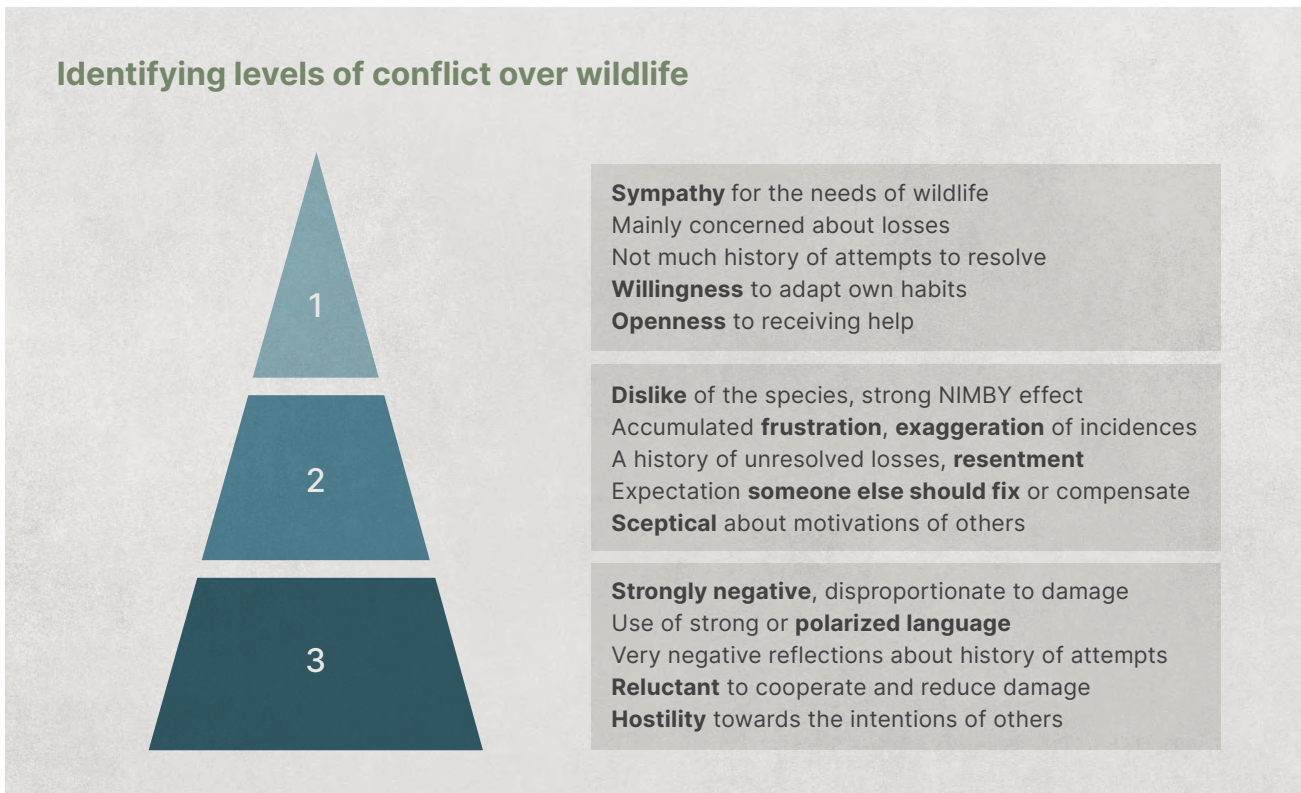 Identifying levels of conflict over wildlife
1
Sympathy for the needs of wildlife
Mainly concerned about losses
Not much history of attempts to resolve
Willingness to adapt own habits
Openness to receiving help
2
Dislike of the species, strong NIMBY effect
Accumulated frustration, exaggeration of incidences
A history of unresolved losses, resentment
Expectation someone else should fix or compensate
Sceptical about motivations of others
3
Strongly negative, disproportionate to damage
Use of strong or polarized language
Very negative reflections about history of attempts
Reluctant to cooperate and reduce damage
Hostility towards the intentions of others